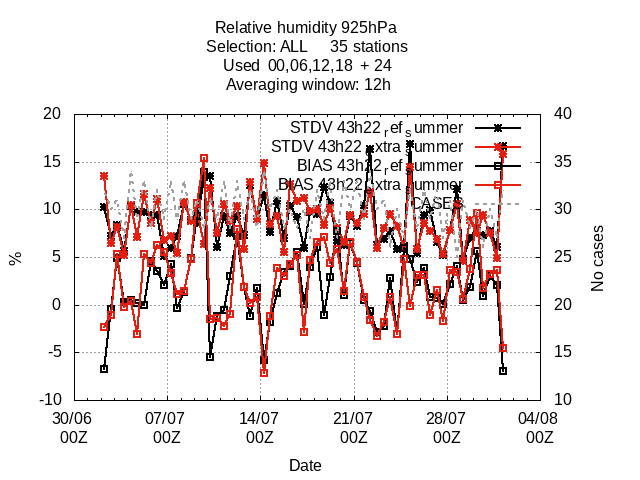 Relative humidity 925hPa
Selection: ALL 35 stations
Used 00,06,12,18 + 24
Averaging window: 12h
STDV 43h22_ref_summer
STDV 43h22_xtra_summer
BIAS 43h22_ref_summer
BIAS 43h22_xtra_summer
CASES
20
15
10
5
0
-5
-10
%
40
35
30
25
20
15
10
No cases
30/06 07/07 14/07 21/07 28/07 04/08
00Z 00Z 00Z 00Z 00Z 00Z
Date